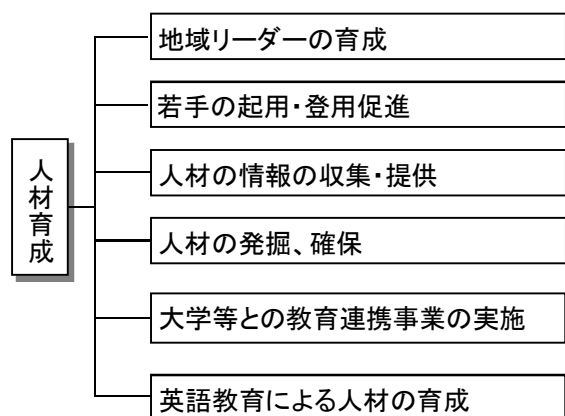 人材育成
地域リーダーの育成
若手の起用・登用促進
人材の情報の収集・提供
人材の発掘、確保
大学等との教育連携事業の実施
英語教育による人材の育成